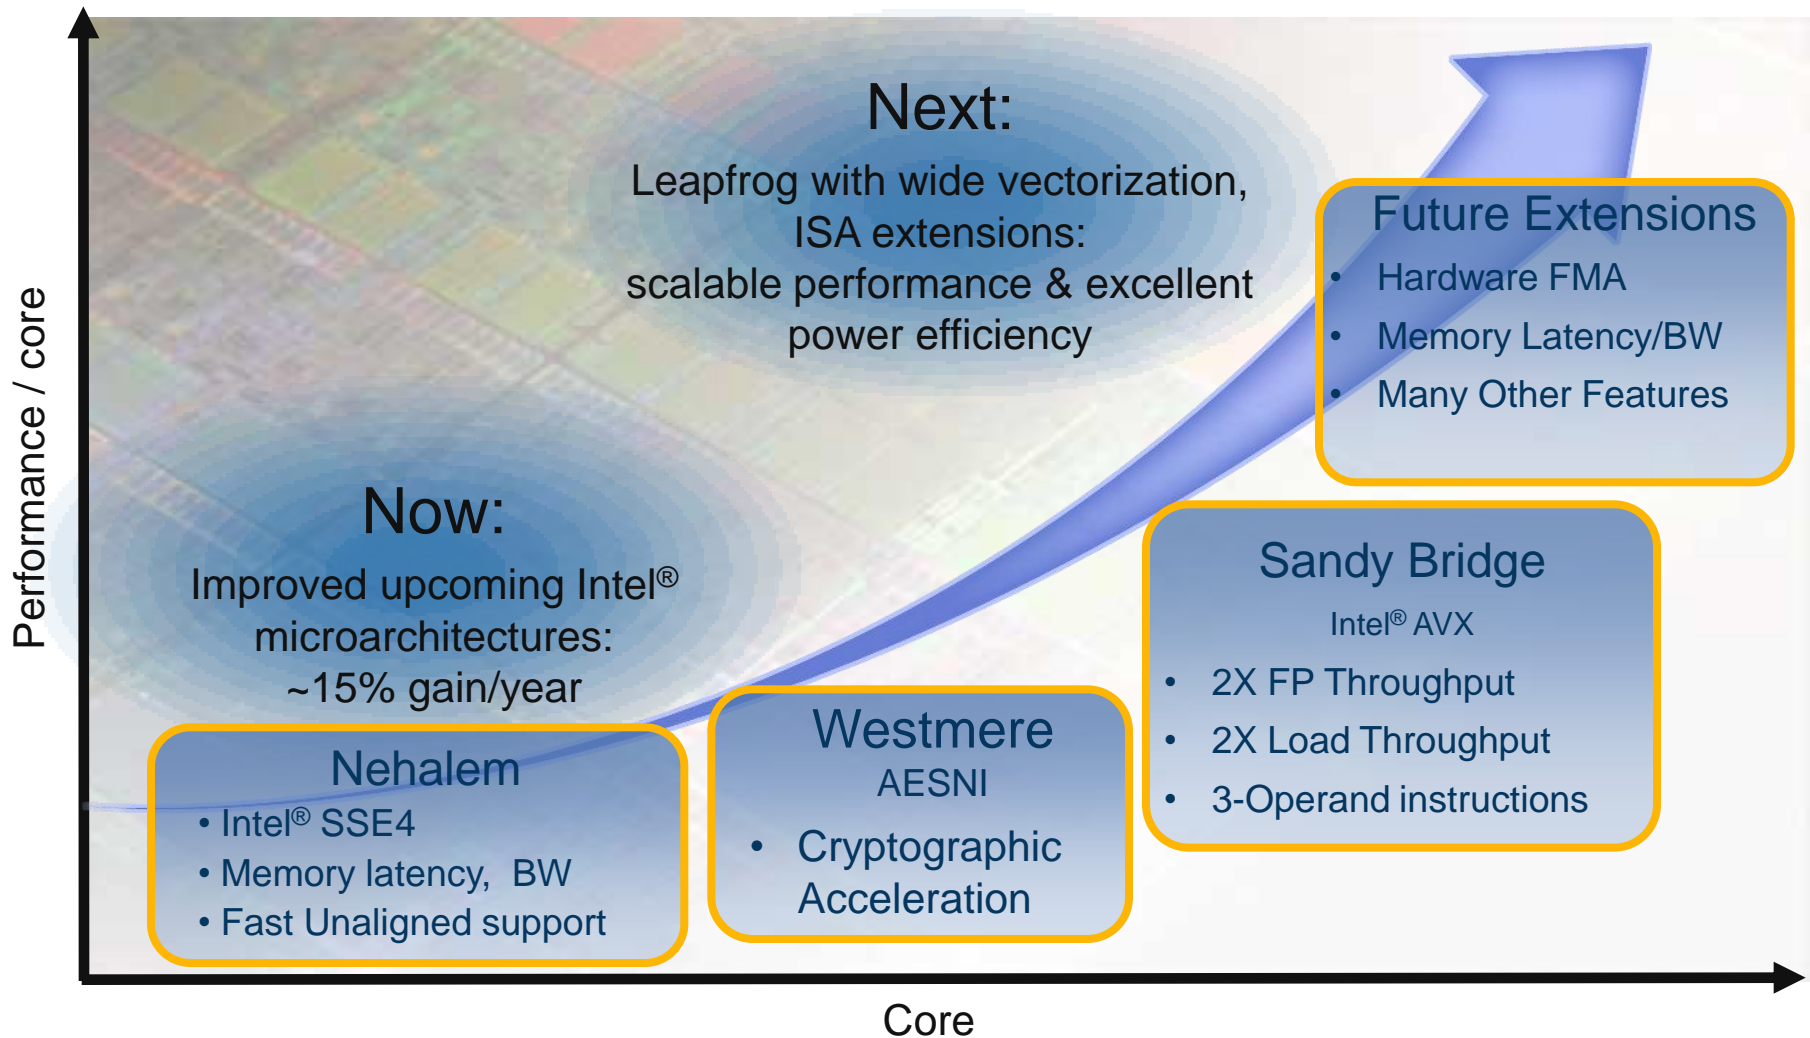 Performance / core
Next:
Leapfrog with wide vectorization,
ISA extensions:
scalable performance & excellent
power efficiency
Now:
Improved upcoming Intel®
microarchitectures:
~15% gain/year
Nehalem
• Intel® SSE4
• Memory latency, BW
• Fast Unaligned support
Westmere
AESNI
• Cryptographic
Acceleration
Sandy Bridge
Intel® AVX
• 2X FP Throughput
• 2X Load Throughput
• 3-Operand instructions
Future Extensions
• Hardware FMA
• Memory Latency/BW
• Many Other Features
Core